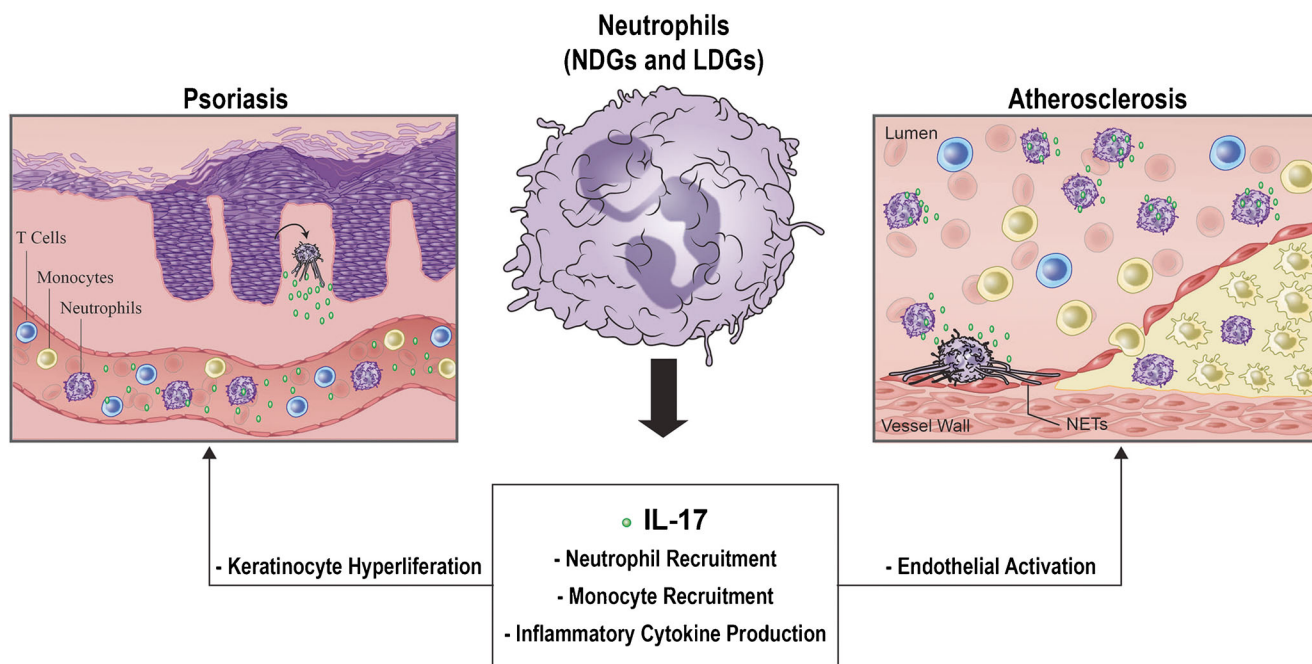 Neutrophils
(NDGs and LDGs)
Psoriasis
T Cells
Monocytes
Neutrophils
Atherosclerosis
Lumen
Vessel Wall
NETs
IL-17
- Neutrophil Recruitment
- Monocyte Recruitment
- Inflammatory Cytokine Production
- Keratinocyte Hyperliferation
- Endothelial Activation